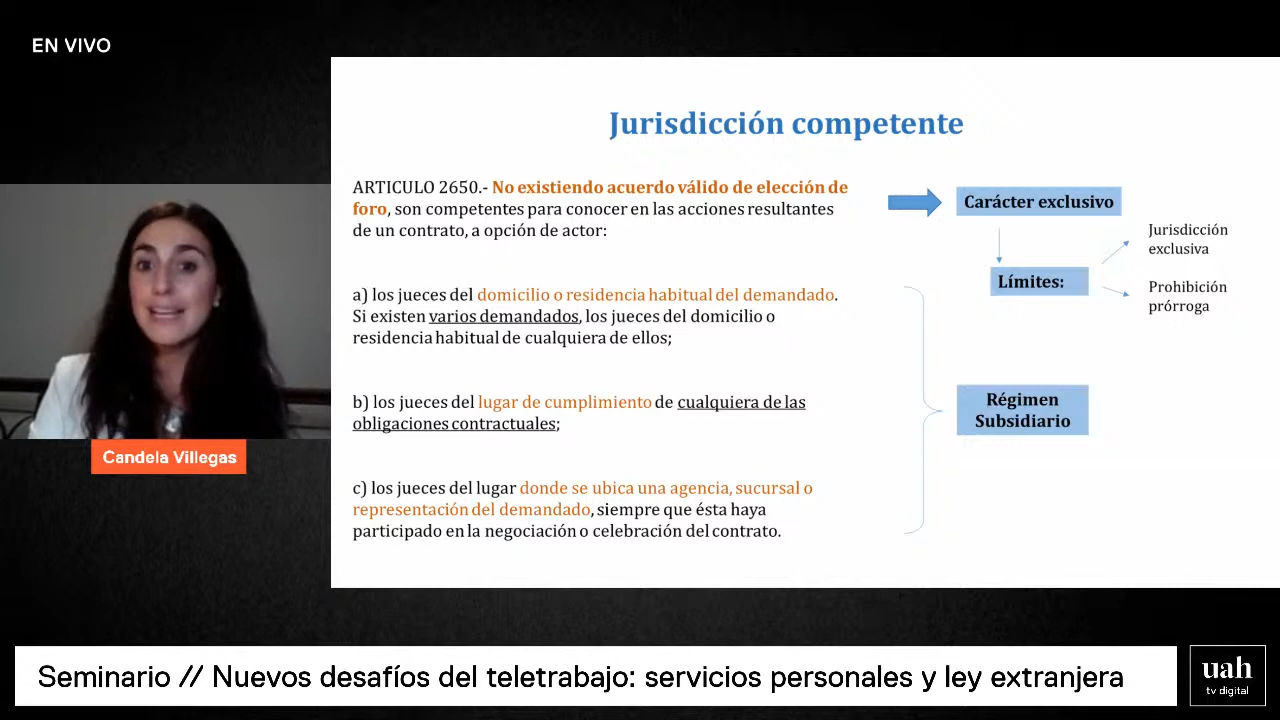 EN VIVO
Jurisdicción competente
ARTICULO 2650.- No existiendo acuerdo válido de elección de
foro, son competentes para conocer en las acciones resultantes
de un contrato, a opción de actor:
a) los jueces del domicilio o residencia habitual del demandado.
Si existen varios demandados, los jueces del domicilio o
residencia habitual de cualquiera de ellos;
b) los jueces del lugar de cumplimiento de cualquiera de las
obligaciones contractuales;
c) los jueces del lugar donde se ubica una agencia, sucursal o
representación del demandado, siempre que ésta haya
participado en la negociación o celebración del contrato.
Carácter exclusivo
Límites:
Jurisdicción
exclusiva
Prohibición
prórroga
Régimen
Subsidiario
Candela Villegas
Seminario // Nuevos desafíos del teletrabajo: servicios personales y ley extranjera
uah
tv digital